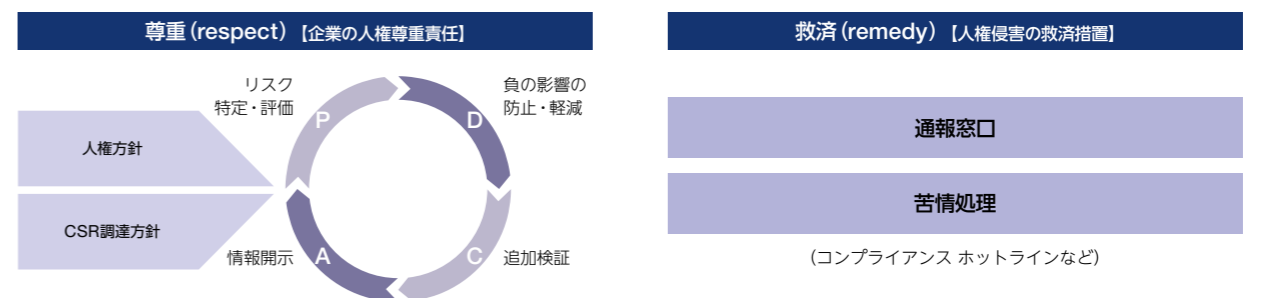 尊重（respect）【企業の人権尊重責任】
リスク
特定・評価
P
D
負の影響の
防止・軽減
人権方針
CSR調達方針
情報開示
A
C
追加検証
救済（remedy）【人権侵害の救済措置】
通報窓口
苦情処理
（コンプライアンス ホットラインなど）